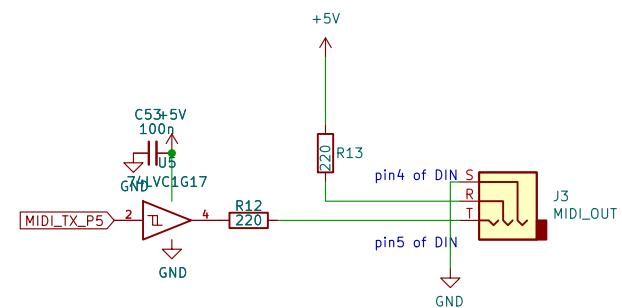 +5V
C53
+5V
100n
U5
74LVC1G17
GND
MIDI_TX_P5
2
4
R12
220
GND
220
R13
pin4 of DIN
S
R
T
pin5 of DIN
J3
MIDI_OUT
GND